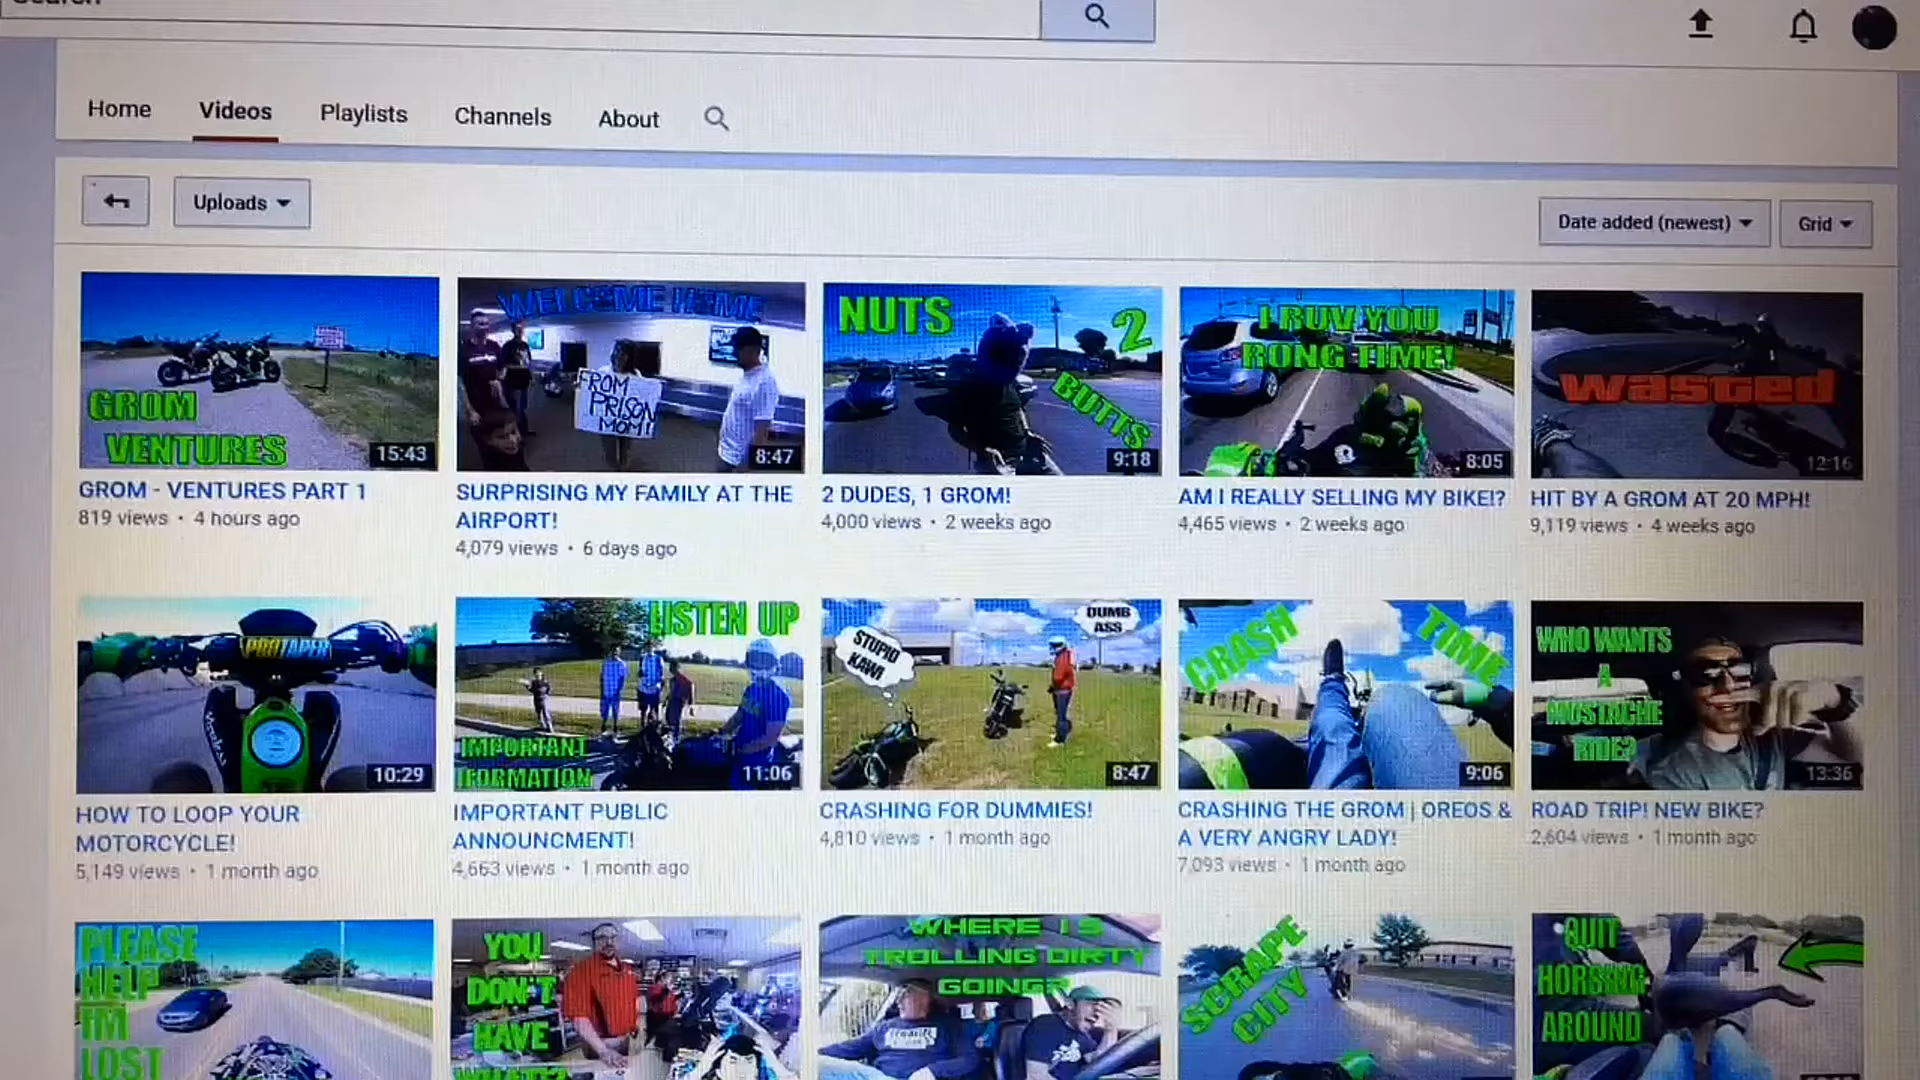 Search
Home Videos Playlists Channels About
Uploads
Date added (newest) Grid
GROM
VENTURES
15:43
WELCOME HOME
FROM
PRISON
MOM!
8:47
NUTS
2
BUTTS
9:18
I RUV YOU
RONG TIME!
8:05
wasted
12:16
GROM - VENTURES PART 1
819 views • 4 hours ago
SURPRISING MY FAMILY AT THE
AIRPORT!
4,079 views • 6 days ago
2 DUDES, 1 GROM!
4,000 views • 2 weeks ago
AM I REALLY SELLING MY BIKE!?
4,465 views • 2 weeks ago
HIT BY A GROM AT 20 MPH!
9,119 views • 4 weeks ago
PROTAPER
10:29
LISTEN UP
IMPORTANT
IFORMATION
11:06
STUPID
KAWI
DUMB
ASS
8:47
CRASH
TIME
9:06
WHO WANTS
A
MUSTACHE
RIDE?
13:36
HOW TO LOOP YOUR
MOTORCYCLE!
5,149 views • 1 month ago
IMPORTANT PUBLIC
ANNOUNCMENT!
4,663 views • 1 month ago
CRASHING FOR DUMMIES!
4,810 views • 1 month ago
CRASHING THE GROM | OREOS &
A VERY ANGRY LADY!
7,093 views • 1 month ago
ROAD TRIP! NEW BIKE?
2,604 views • 1 month ago
PLEASE
HELP
IM
LOST
YOU
DON'T
HAVE
WHAT!?
WHERE IS
TROLLING DIRTY
GOING?
SCRAPE
CITY
QUIT
HORSING
AROUND